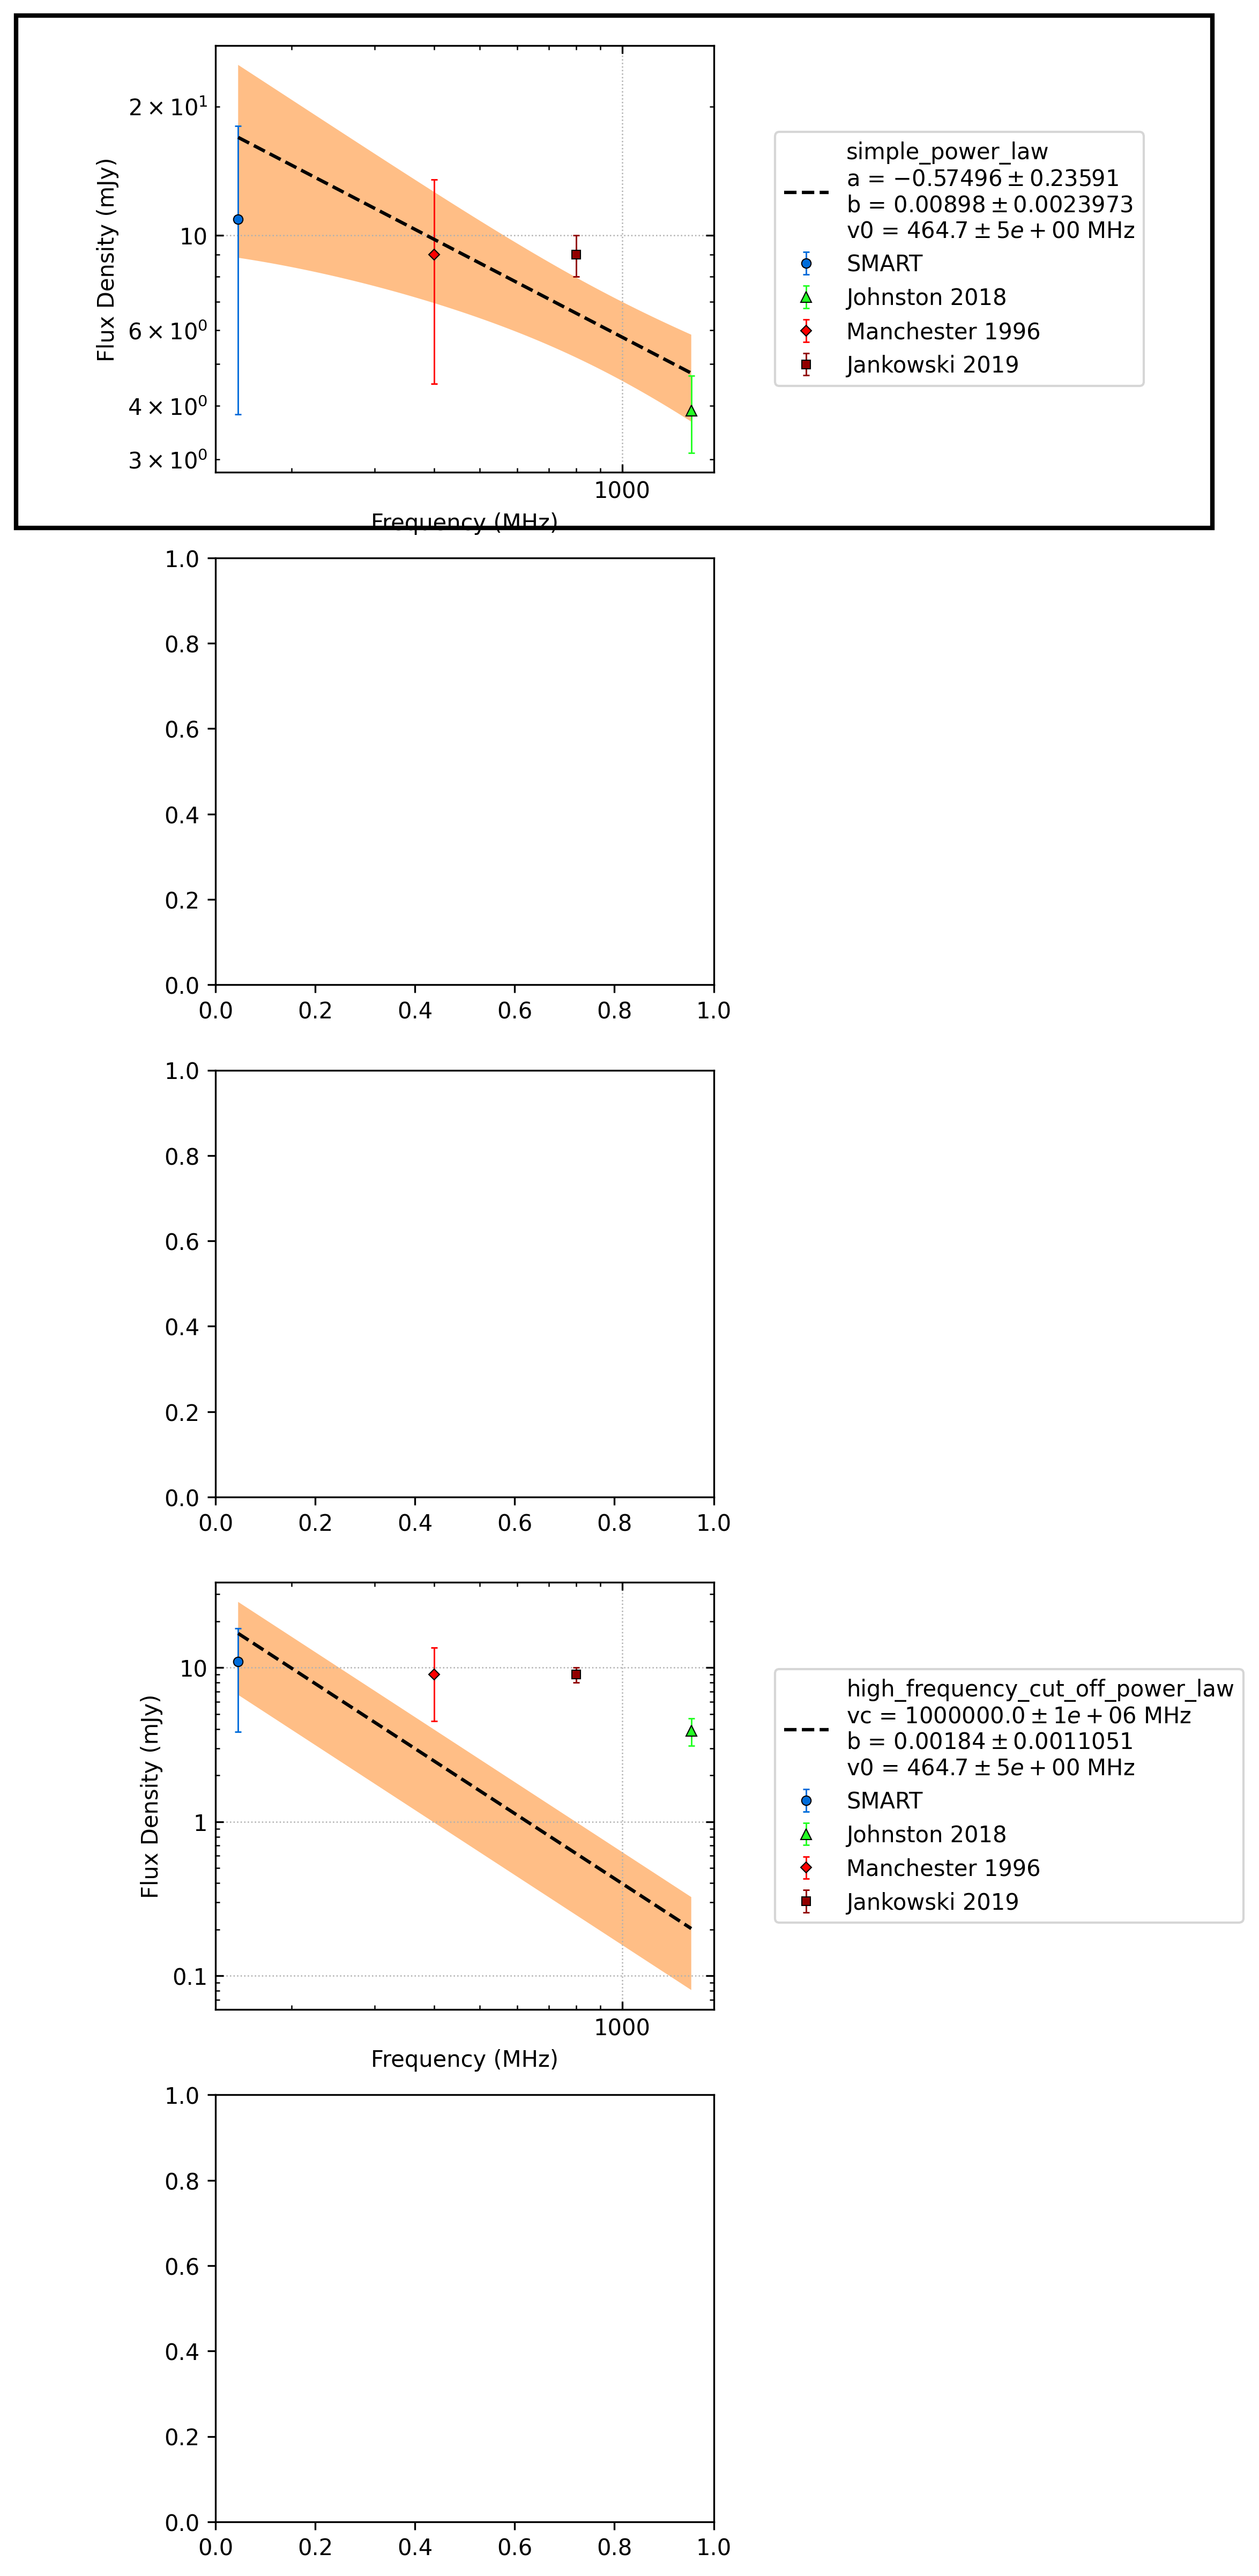 2 × 10¹
10
6 × 10⁰
4 × 10⁰
3 × 10⁰
Flux Density (mJy)
1000
Frequency (MHz)
simple_power_law
a = −0.57496 ± 0.23591
b = 0.00898 ± 0.0023973
v0 = 464.7 ± 5e + 00 MHz
SMART
Johnston 2018
Manchester 1996
Jankowski 2019
1.0
0.8
0.6
0.4
0.2
0.0
0.0 0.2 0.4 0.6 0.8 1.0
1.0
0.8
0.6
0.4
0.2
0.0
0.0 0.2 0.4 0.6 0.8 1.0
10
1
0.1
Flux Density (mJy)
1000
Frequency (MHz)
high_frequency_cut_off_power_law
vc = 1000000.0 ± 1e + 06 MHz
b = 0.00184 ± 0.0011051
v0 = 464.7 ± 5e + 00 MHz
SMART
Johnston 2018
Manchester 1996
Jankowski 2019
1.0
0.8
0.6
0.4
0.2
0.0
0.0 0.2 0.4 0.6 0.8 1.0